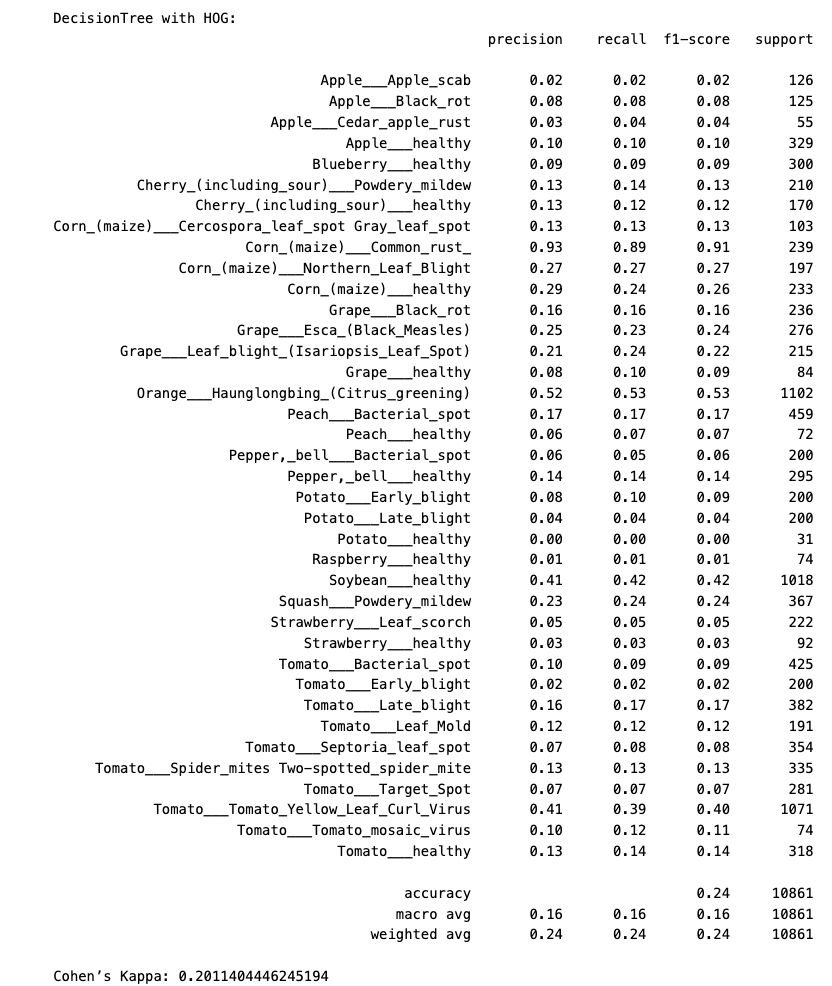 DecisionTree with HOG:
precision recall f1-score support
Apple___Apple_scab 0.02 0.02 0.02 126
Apple___Black_rot 0.08 0.08 0.08 125
Apple___Cedar_apple_rust 0.03 0.04 0.04 55
Apple___healthy 0.10 0.10 0.10 329
Blueberry___healthy 0.09 0.09 0.09 300
Cherry_(including_sour)___Powdery_mildew 0.13 0.14 0.13 210
Cherry_(including_sour)___healthy 0.13 0.12 0.12 170
Corn_(maize)___Cercospora_leaf_spot Gray_leaf_spot 0.13 0.13 0.13 103
Corn_(maize)___Common_rust_ 0.93 0.89 0.91 239
Corn_(maize)___Northern_Leaf_Blight 0.27 0.27 0.27 197
Corn_(maize)___healthy 0.29 0.24 0.26 233
Grape___Black_rot 0.16 0.16 0.16 236
Grape___Esca_(Black_Measles) 0.25 0.23 0.24 276
Grape___Leaf_blight_(Isariopsis_Leaf_Spot) 0.21 0.24 0.22 215
Grape___healthy 0.08 0.10 0.09 84
Orange___Haunglongbing_(Citrus_greening) 0.52 0.53 0.53 1102
Peach___Bacterial_spot 0.17 0.17 0.17 459
Peach___healthy 0.06 0.07 0.07 72
Pepper,_bell___Bacterial_spot 0.06 0.05 0.06 200
Pepper,_bell___healthy 0.14 0.14 0.14 295
Potato___Early_blight 0.08 0.10 0.09 200
Potato___Late_blight 0.04 0.04 0.04 200
Potato___healthy 0.00 0.00 0.00 31
Raspberry___healthy 0.01 0.01 0.01 74
Soybean___healthy 0.41 0.42 0.42 1018
Squash___Powdery_mildew 0.23 0.24 0.24 367
Strawberry___Leaf_scorch 0.05 0.05 0.05 222
Strawberry___healthy 0.03 0.03 0.03 92
Tomato___Bacterial_spot 0.10 0.09 0.09 425
Tomato___Early_blight 0.02 0.02 0.02 200
Tomato___Late_blight 0.16 0.17 0.17 382
Tomato___Leaf_Mold 0.12 0.12 0.12 191
Tomato___Septoria_leaf_spot 0.07 0.08 0.08 354
Tomato___Spider_mites Two-spotted_spider_mite 0.13 0.13 0.13 335
Tomato___Target_Spot 0.07 0.07 0.07 281
Tomato___Tomato_Yellow_Leaf_Curl_Virus 0.41 0.39 0.40 1071
Tomato___Tomato_mosaic_virus 0.10 0.12 0.11 74
Tomato___healthy 0.13 0.14 0.14 318
accuracy 0.24 10861
macro avg 0.16 0.16 0.16 10861
weighted avg 0.24 0.24 0.24 10861
Cohen’s Kappa: 0.2011404446245194